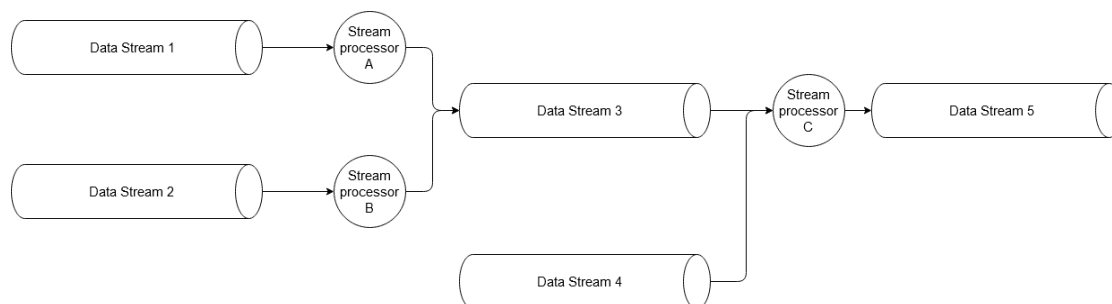 Data Stream 1
Stream
processor
A
Data Stream 2
Stream
processor
B
Data Stream 3
Data Stream 4
Stream
processor
C
Data Stream 5